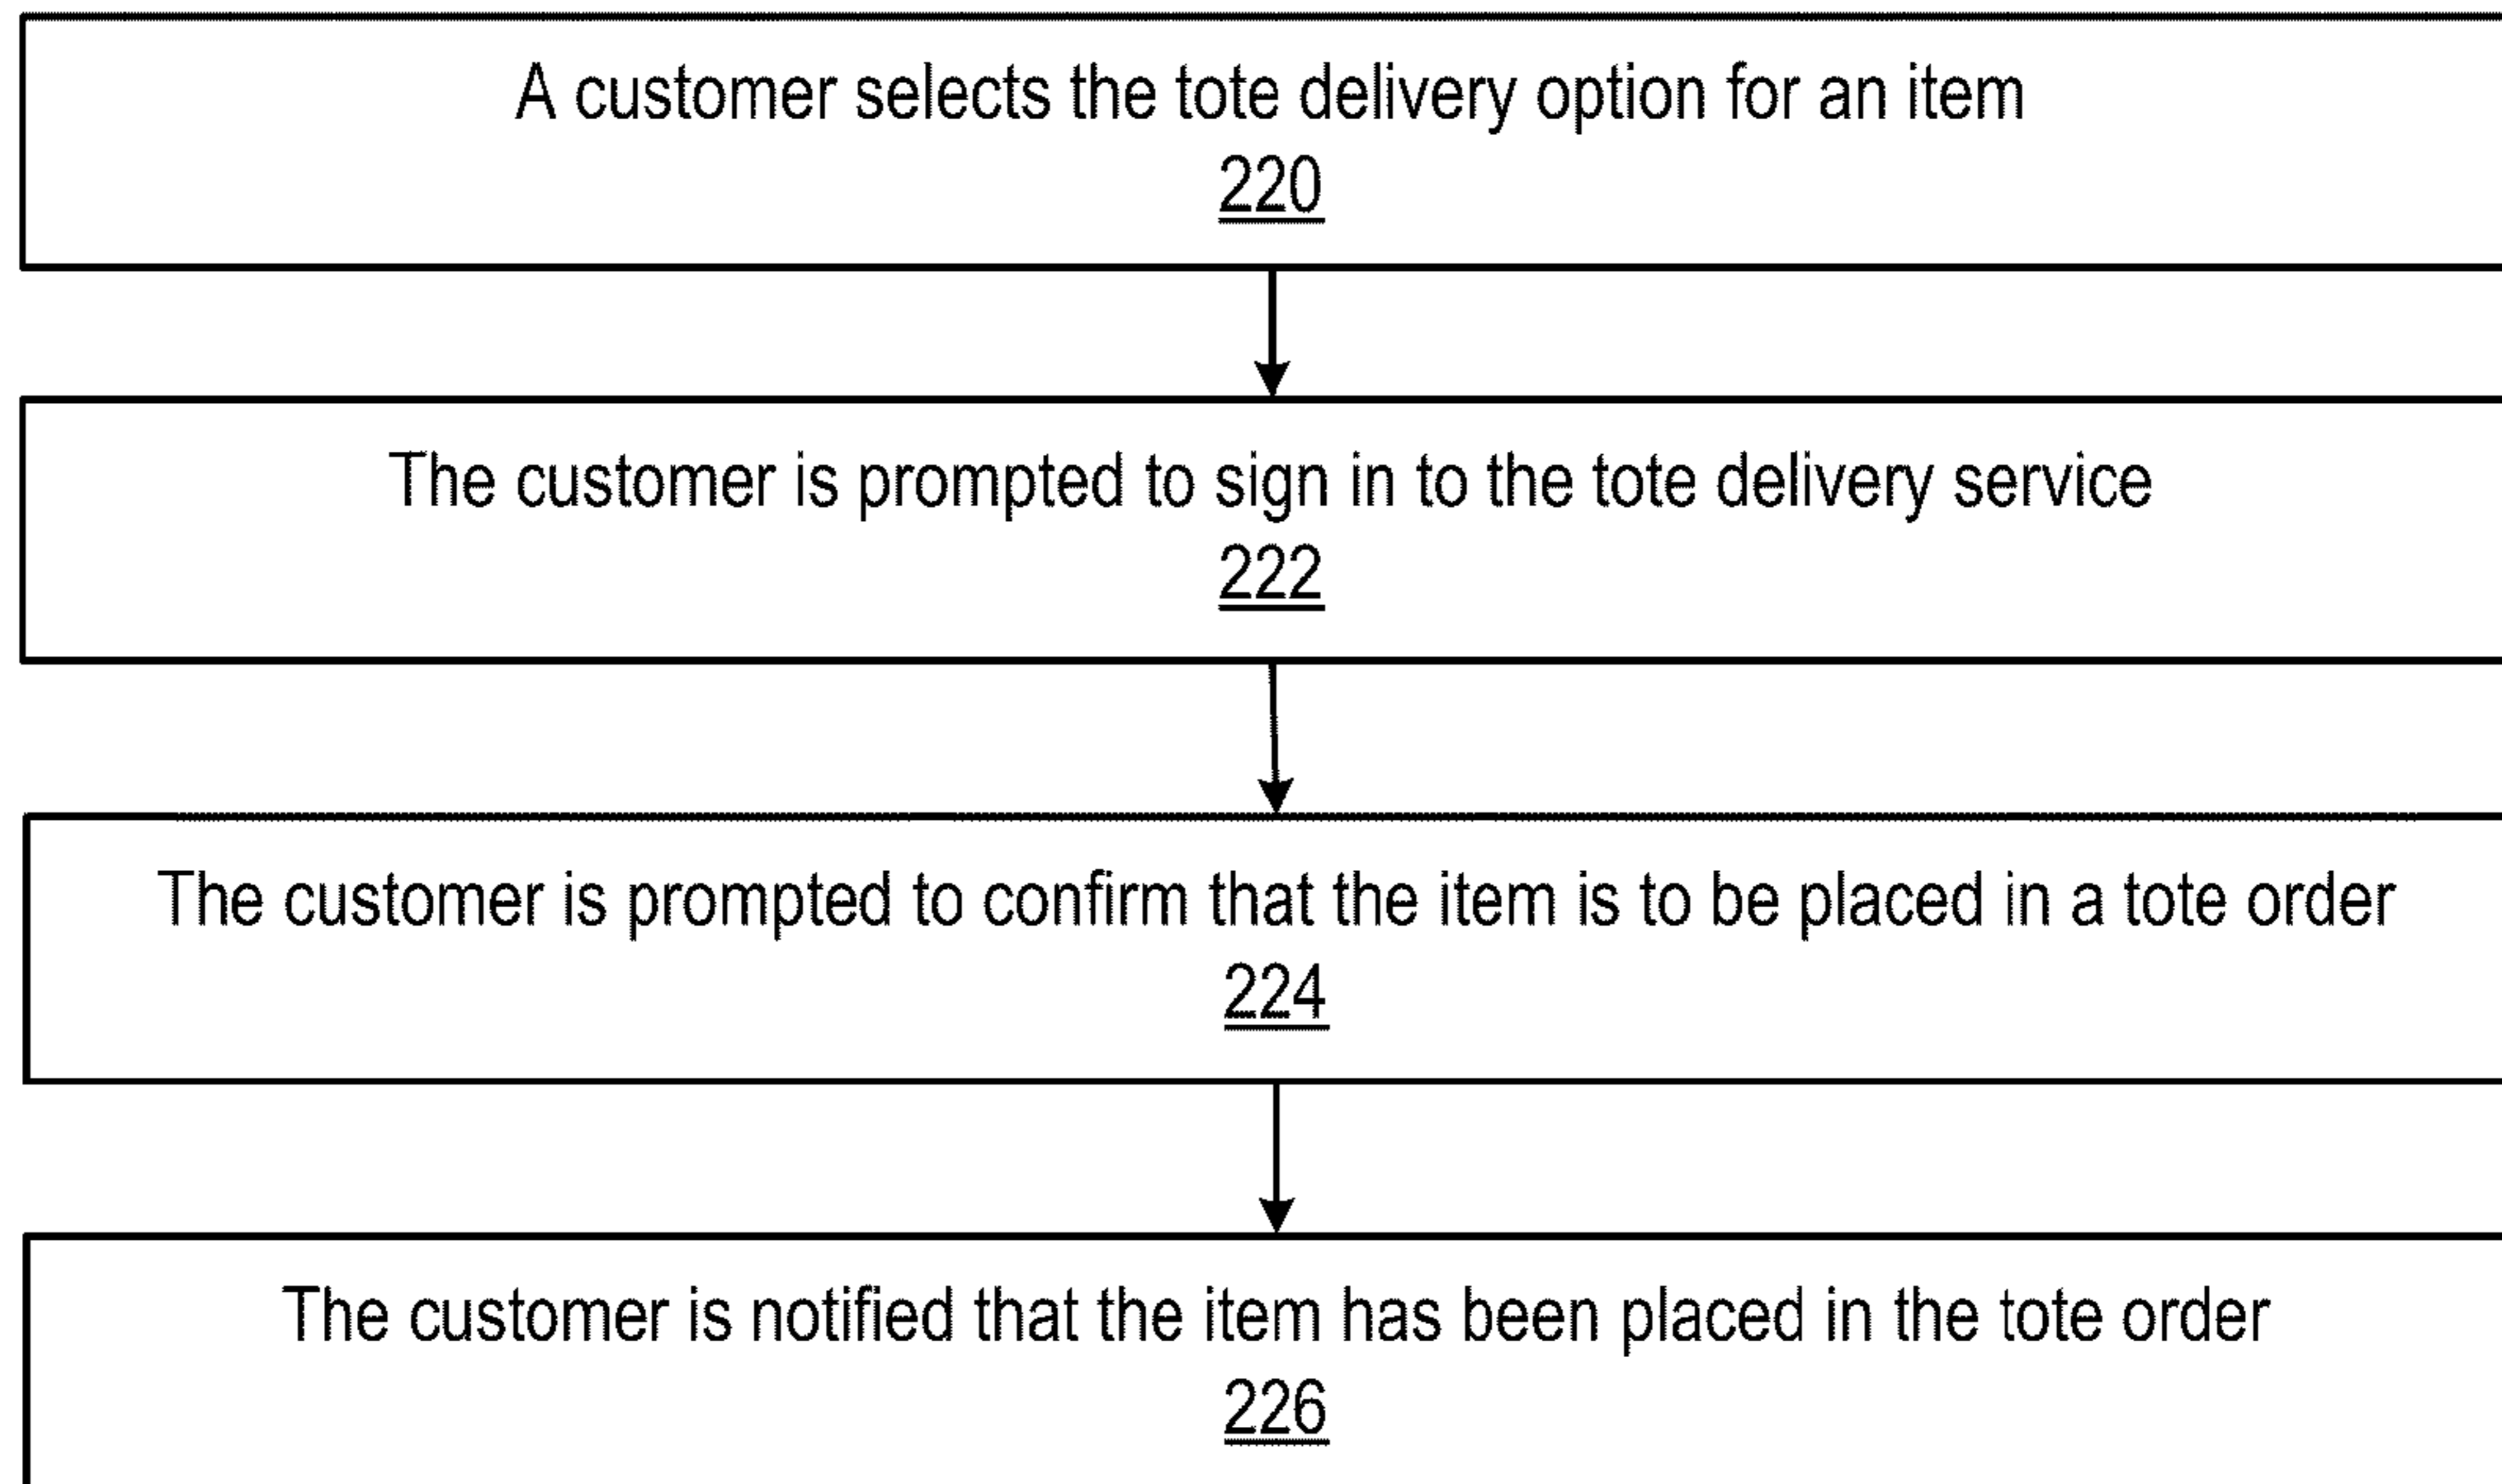 A customer selects the tote delivery option for an item
220
The customer is prompted to sign in to the tote delivery service
222
The customer is prompted to confirm that the item is to be placed in a tote order
224
The customer is notified that the item has been placed in the tote order
226